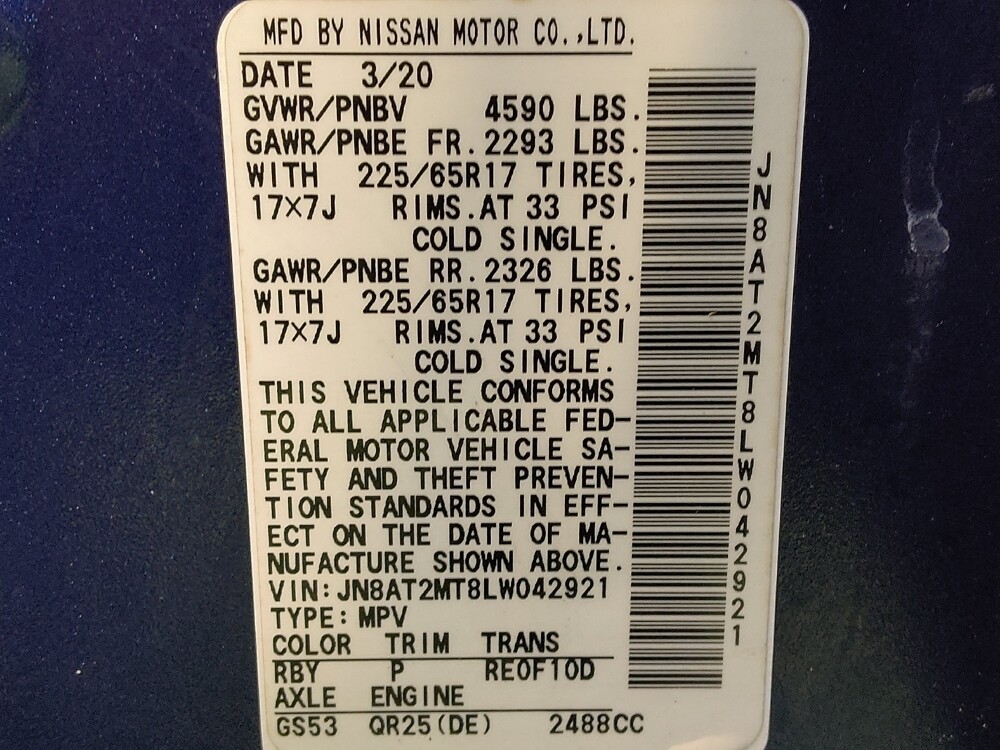 MFD BY NISSAN MOTOR CO.,LTD.
DATE 3/20
GVWR/PNBV 4590 LBS.
GAWR/PNBE FR.2293 LBS.
WITH 225/65R17 TIRES,
17×7J RIMS.AT 33 PSI
COLD SINGLE.
GAWR/PNBE RR.2326 LBS.
WITH 225/65R17 TIRES,
17×7J RIMS.AT 33 PSI
COLD SINGLE.
THIS VEHICLE CONFORMS
TO ALL APPLICABLE FED-
ERAL MOTOR VEHICLE SA-
FETY AND THEFT PREVEN-
TION STANDARDS IN EFF-
ECT ON THE DATE OF MA-
NUFACTURE SHOWN ABOVE.
VIN:JN8AT2MT8LW042921
TYPE:MPV
COLOR TRIM TRANS
RBY P RE0F10D
AXLE ENGINE
GS53 QR25(DE) 2488CC
JN8AT2MT8LW042921